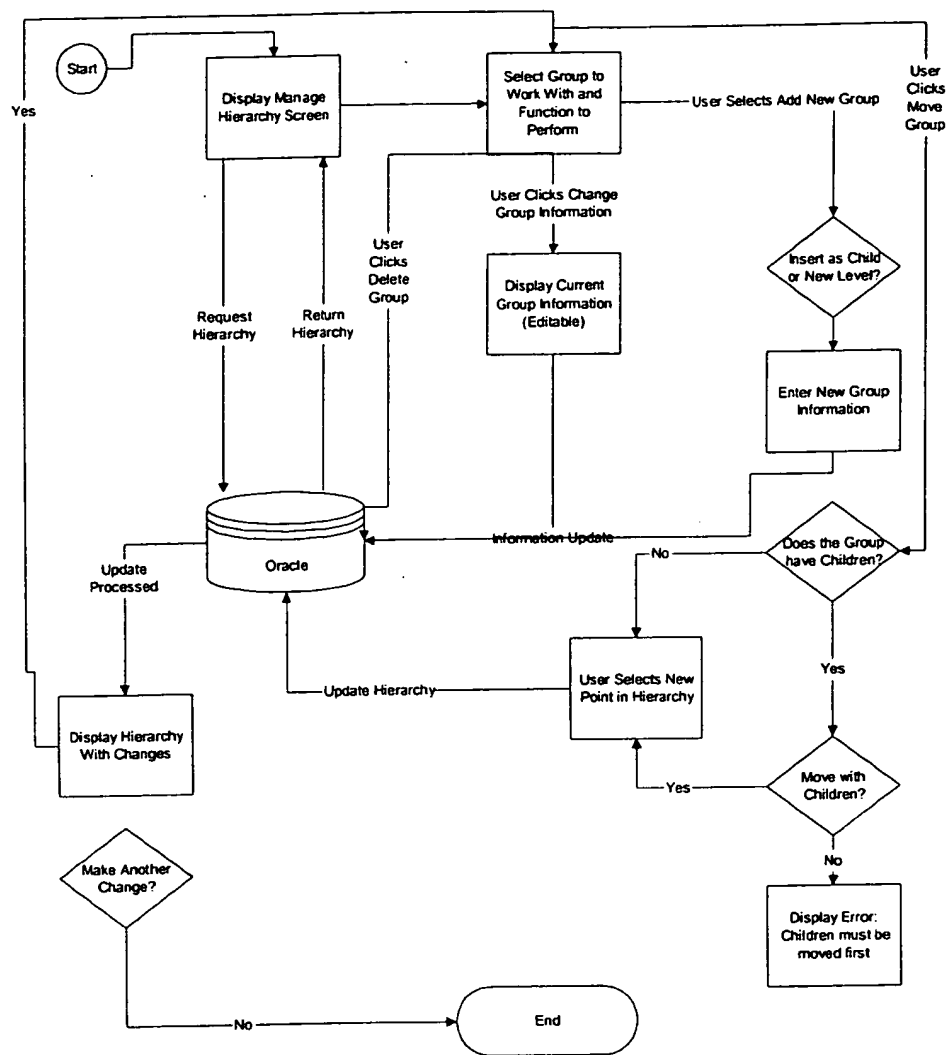 Start
Yes
Display Manage
Hierarchy Screen
Select Group to
Work With and
Function to
Perform
User Selects Add New Group
User
Clicks
Move
Group
User Clicks Change
Group Information
User
Clicks
Delete
Group
Insert as Child
or New Level?
Display Current
Group Information
(Editable)
Request
Hierarchy
Return
Hierarchy
Enter New Group
Information
Information Update
Oracle
Does the Group
have Children?
No
Update
Processed
Yes
Update Hierarchy
User Selects New
Point in Hierarchy
Display Hierarchy
With Changes
Yes
Move with
Children?
No
Make Another
Change?
Display Error:
Children must be
moved first
No
End